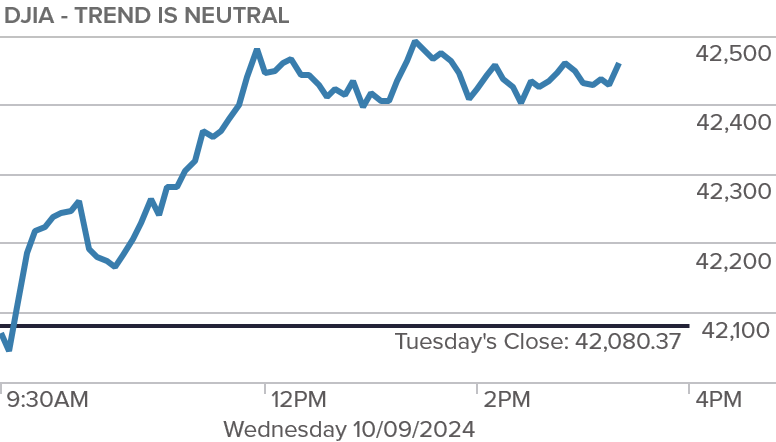 DJIA - TREND IS NEUTRAL
42,500
42,400
42,300
42,200
42,100
Tuesday's Close: 42,080.37
9:30AM 12PM 2PM 4PM
Wednesday 10/09/2024